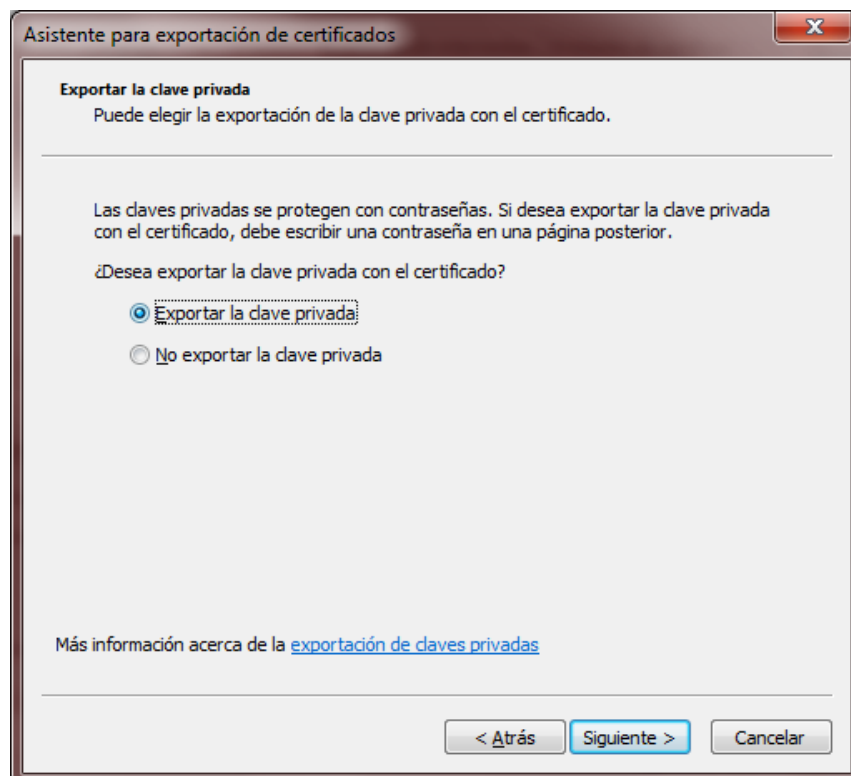 Asistente para exportación de certificados
Exportar la clave privada
Puede elegir la exportación de la clave privada con el certificado.
Las claves privadas se protegen con contraseñas. Si desea exportar la clave privada
con el certificado, debe escribir una contraseña en una página posterior.
¿Desea exportar la clave privada con el certificado?
Exportar la clave privada
No exportar la clave privada
Más información acerca de la exportación de claves privadas
< Atrás
Siguiente >
Cancelar